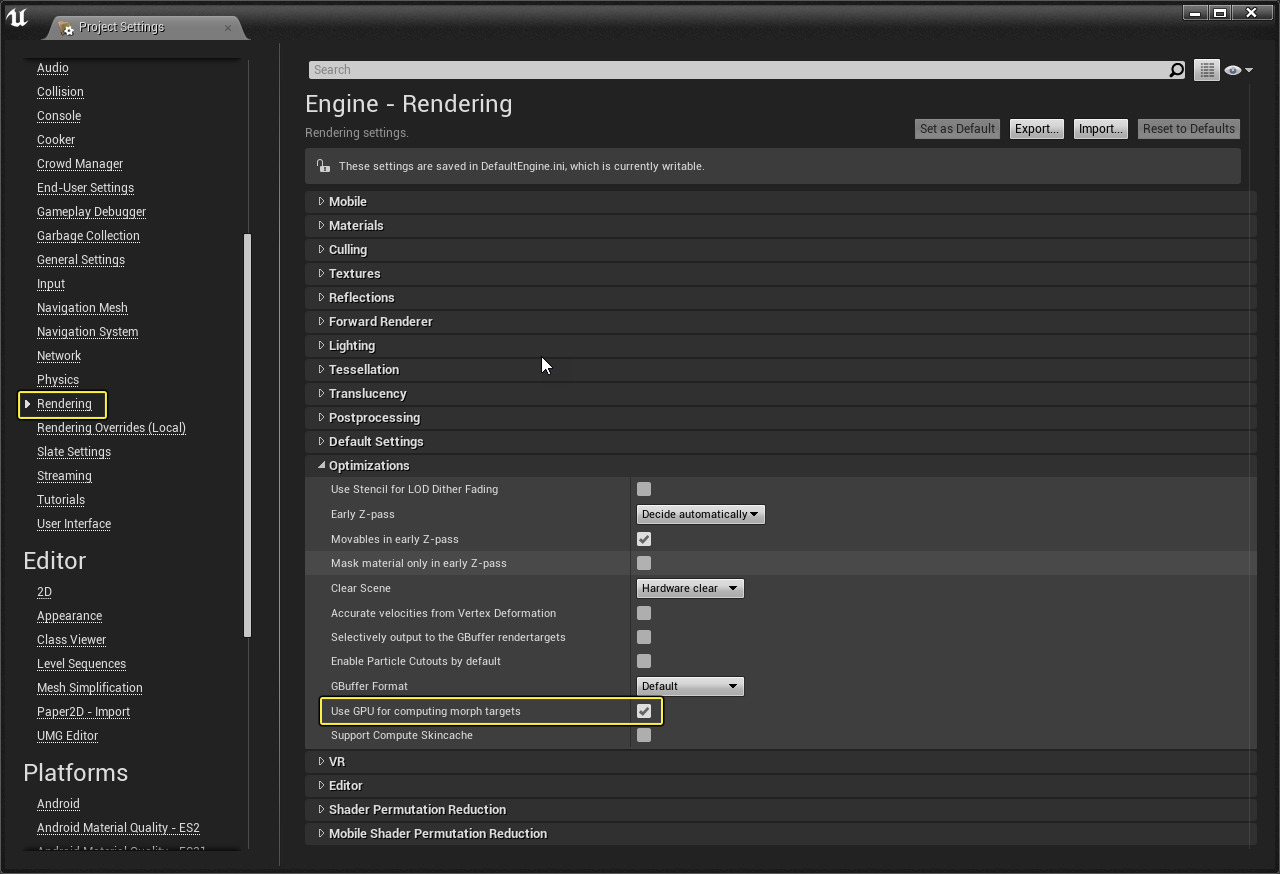 Project Settings
Audio
Collision
Console
Cooker
Crowd Manager
End-User Settings
Gameplay Debugger
Garbage Collection
General Settings
Input
Navigation Mesh
Navigation System
Network
Physics
Rendering
Rendering Overrides (Local)
Slate Settings
Streaming
Tutorials
User Interface
Editor
2D
Appearance
Class Viewer
Level Sequences
Mesh Simplification
Paper2D - Import
UMG Editor
Platforms
Android
Android Material Quality - ES2
Android Material Quality - ES31
Search
Engine - Rendering
Rendering settings.
Set as Default
Export...
Import...
Reset to Defaults
These settings are saved in DefaultEngine.ini, which is currently writable.
Mobile
Materials
Culling
Textures
Reflections
Forward Renderer
Lighting
Tessellation
Translucency
Postprocessing
Default Settings
Optimizations
Use Stencil for LOD Dither Fading
Early Z-pass Decide automatically
Movables in early Z-pass
Mask material only in early Z-pass
Clear Scene Hardware clear
Accurate velocities from Vertex Deformation
Selectively output to the GBuffer rendertargets
Enable Particle Cutouts by default
GBuffer Format Default
Use GPU for computing morph targets
Support Compute Skincache
VR
Editor
Shader Permutation Reduction
Mobile Shader Permutation Reduction